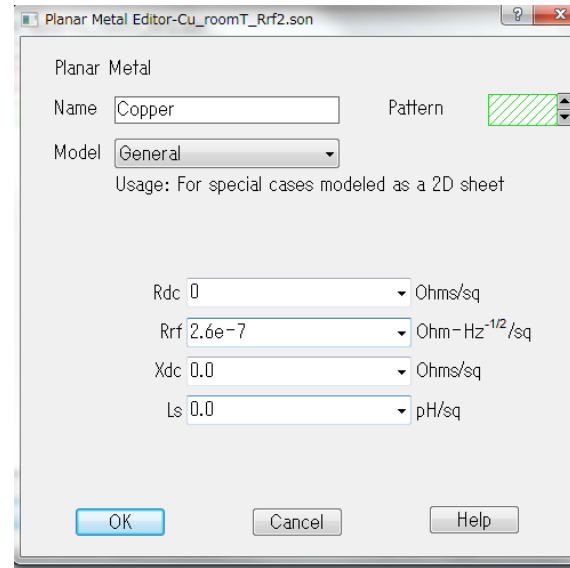 Planar Metal Editor-Cu_roomT_Rrf2.son
Planar Metal
Name Copper Pattern
Model General
Usage: For special cases modeled as a 2D sheet
Rdc 0 Ohms/sq
Rrf 2.6e-7 Ohm-Hz-1/2/sq
Xdc 0.0 Ohms/sq
Ls 0.0 pH/sq
OK Cancel Help